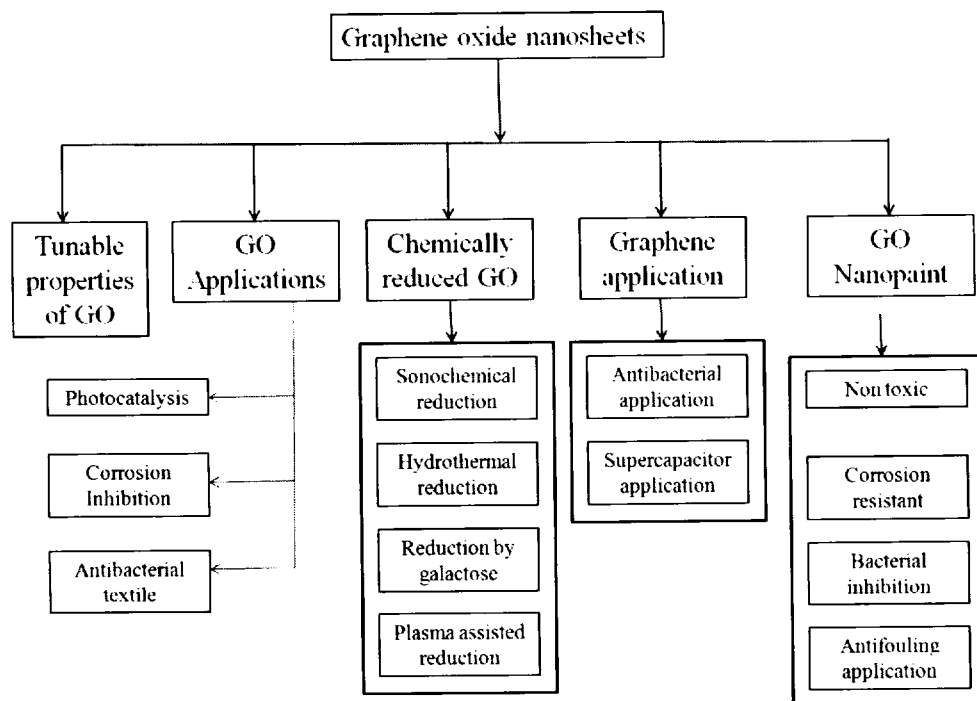 Graphene oxide nanosheets
Tunable
properties
of GO
GO
Applications
Chemically
reduced GO
Graphene
application
GO
Nanopaint
Photocatalysis
Corrosion
Inhibition
Antibacterial
textile
Sonochemical
reduction
Hydrothermal
reduction
Reduction by
galactose
Plasma assisted
reduction
Antibacterial
application
Supercapacitor
application
Non toxic
Corrosion
resistant
Bacterial
inhibition
Antifouling
application